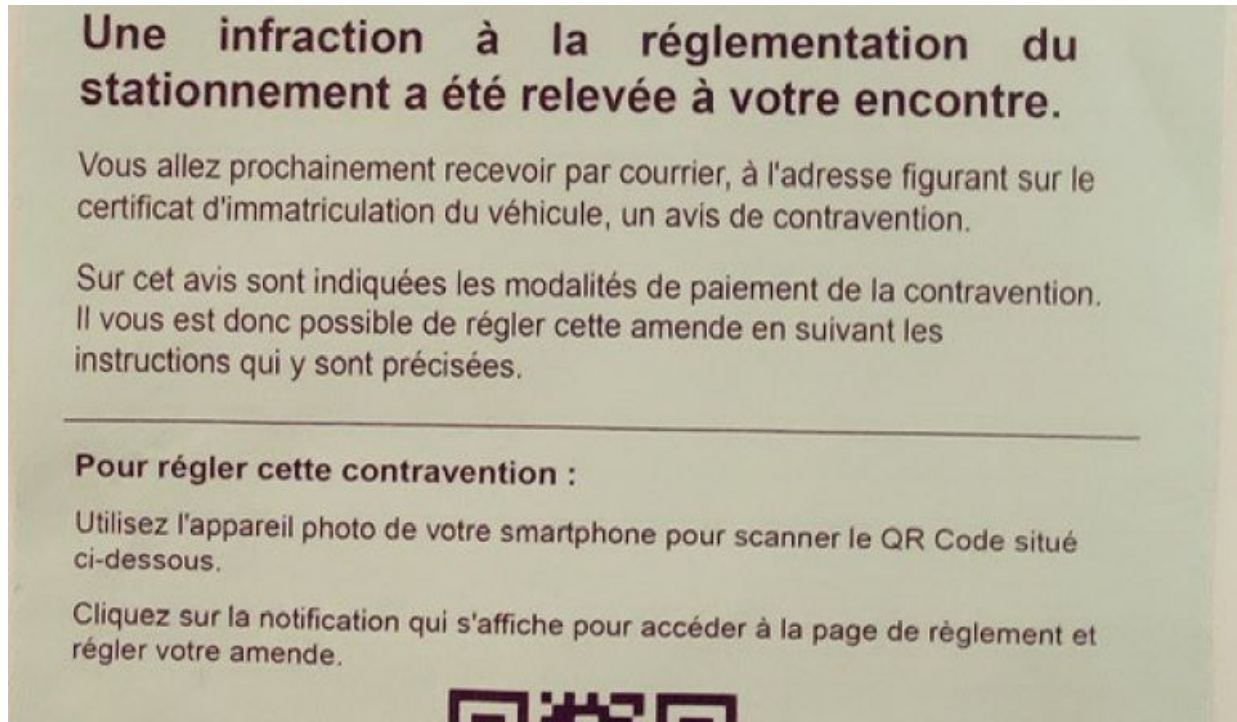 Une infraction à la réglementation du
stationnement a été relevée à votre encontre.
Vous allez prochainement recevoir par courrier, à l'adresse figurant sur le
certificat d'immatriculation du véhicule, un avis de contravention.
Sur cet avis sont indiquées les modalités de paiement de la contravention.
Il vous est donc possible de régler cette amende en suivant les
instructions qui y sont précisées.
Pour régler cette contravention :
Utilisez l'appareil photo de votre smartphone pour scanner le QR Code situé
ci-dessous.
Cliquez sur la notification qui s'affiche pour accéder à la page de règlement et
régler votre amende.